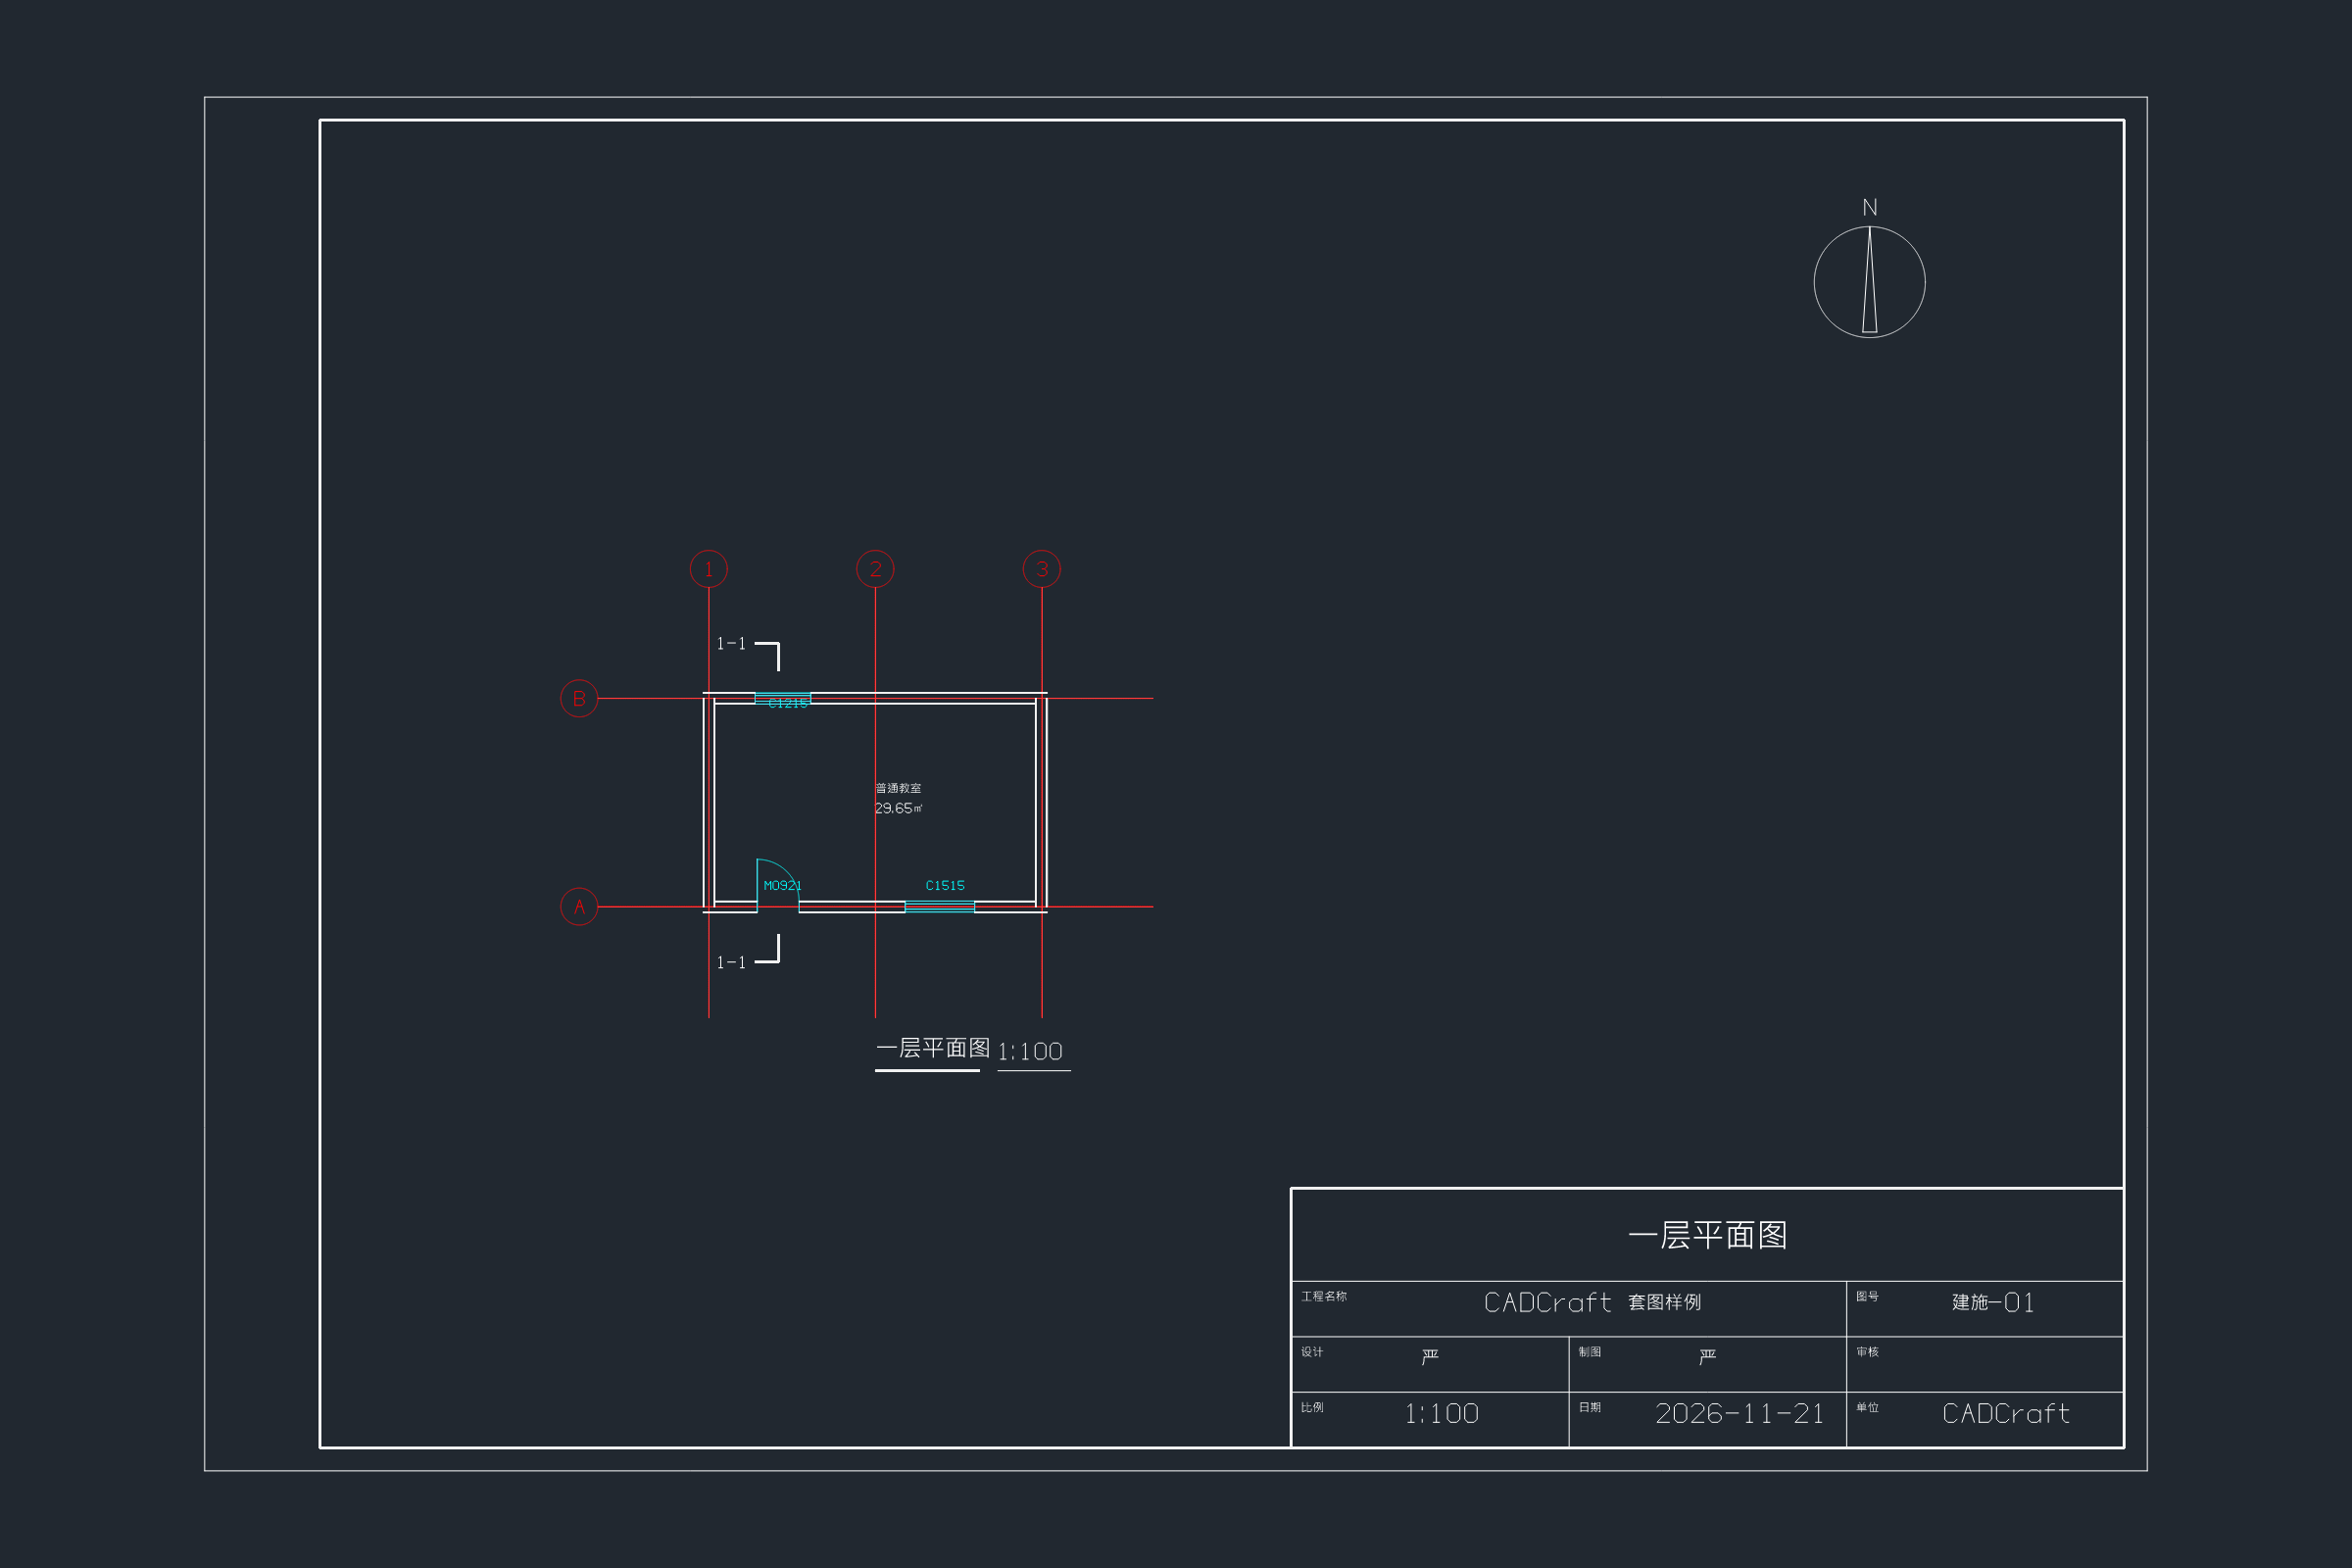 N
1
2
3
1-1
B
C1215
普通教室
29.65㎡
M0921
C1515
A
1-1
一层平面图 1:100
一层平面图
工程名称 CADCraft 套图样例 图号 建施-01
设计 严 制图 严 审核
比例 1:100 日期 2026-11-21 单位 CADCraft